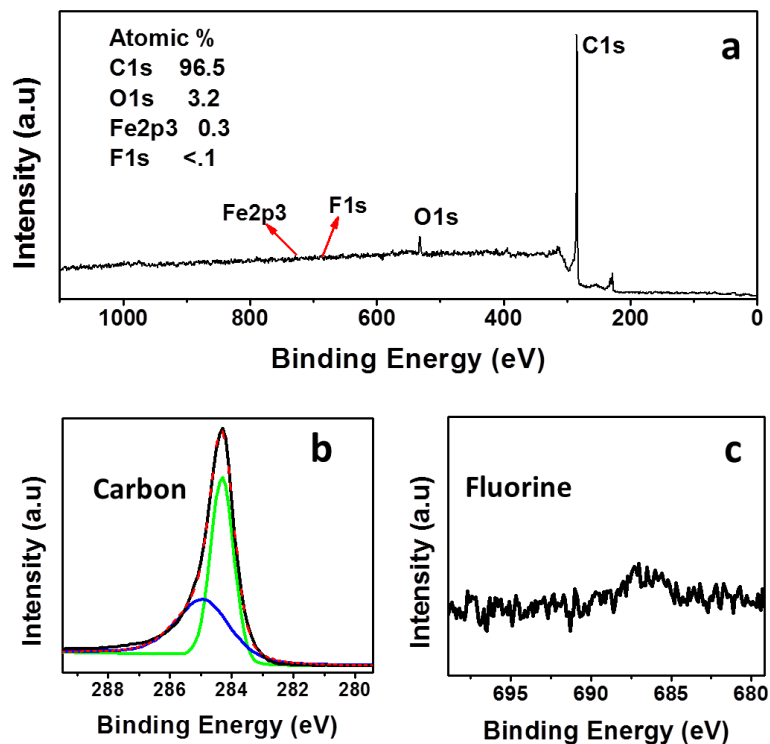 a
Atomic %
C1s 96.5
O1s 3.2
Fe2p3 0.3
F1s <.1
C1s
Fe2p3
F1s
O1s
Intensity (a.u)
1000 800 600 400 200 0
Binding Energy (eV)
b
Carbon
Intensity (a.u)
288 286 284 282 280
Binding Energy (eV)
c
Fluorine
Intensity (a.u)
695 690 685 680
Binding Energy (eV)